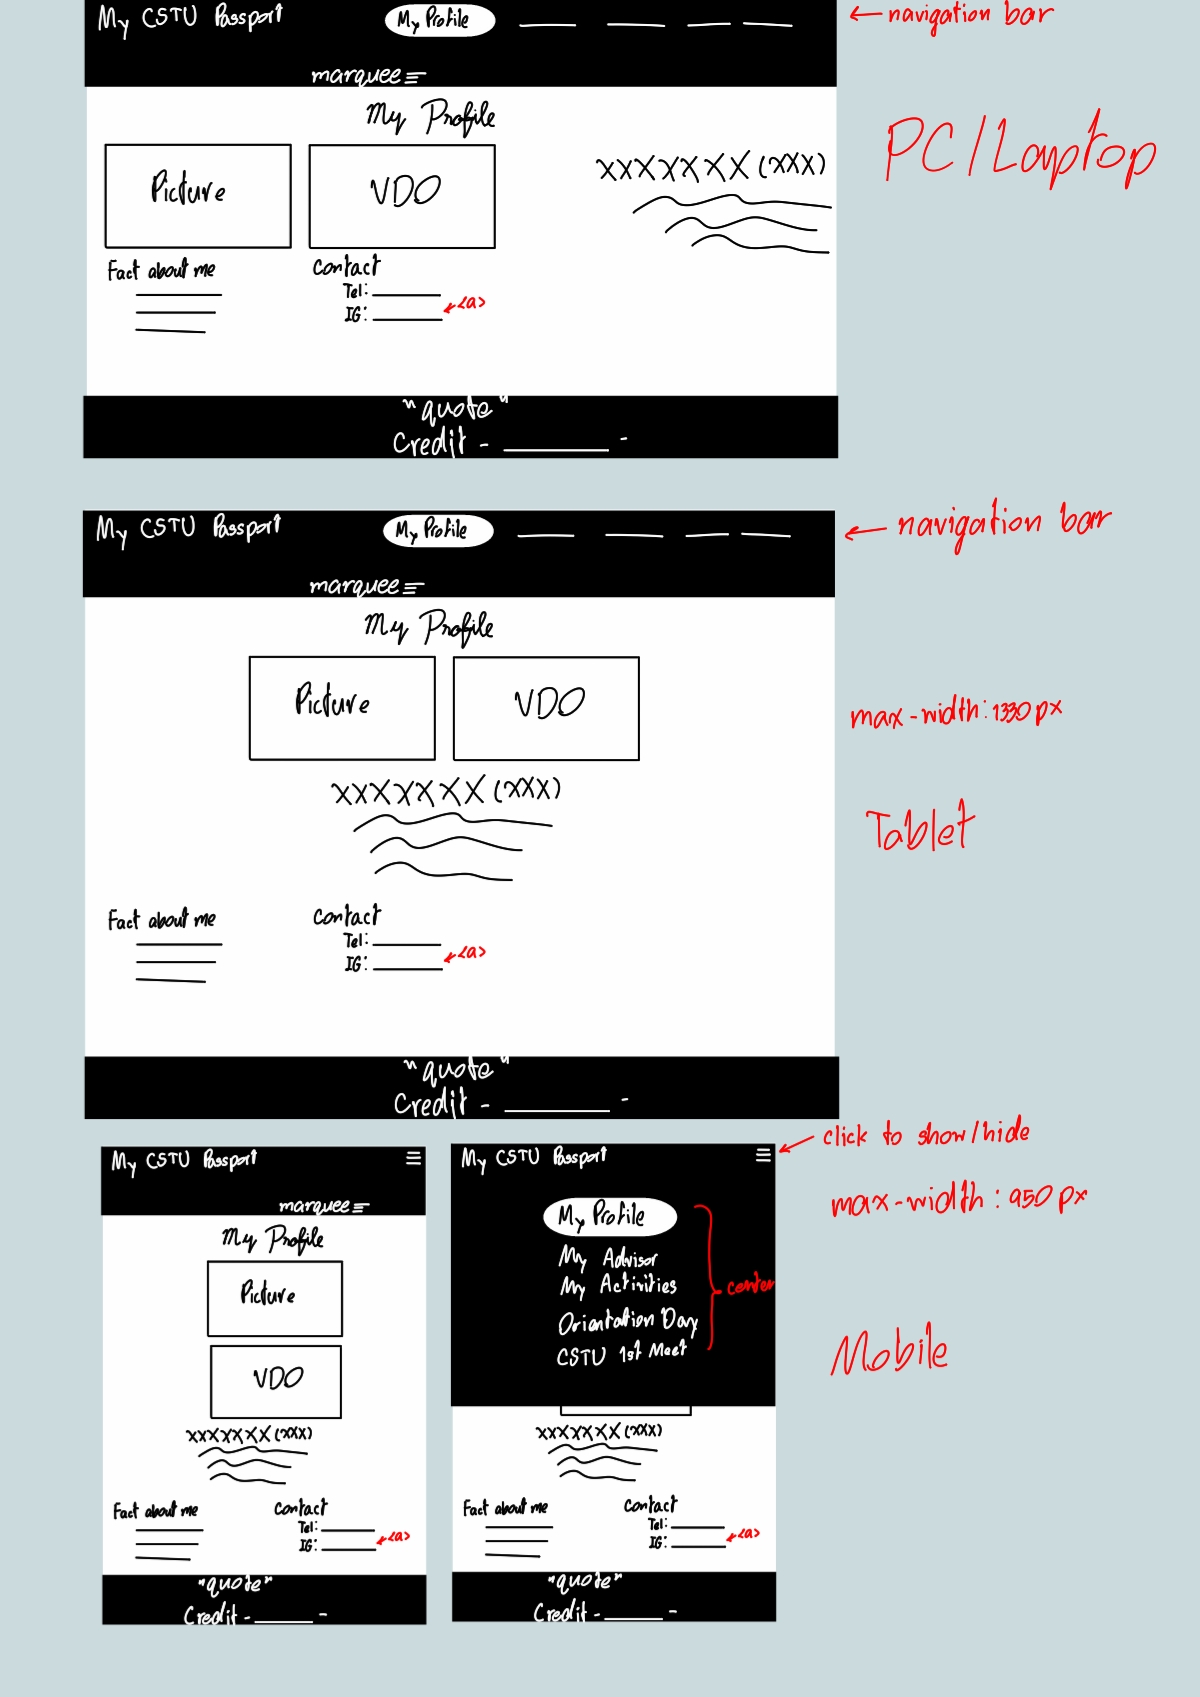 My CSTU Passport
My Profile
← navigation bar
marquee
My Profile
PC/Laptop
Picture
VDO
xxxxxxx (xxx)
Fact about me
Contact
Tel:
IG:
<a>
"quote"
Credit - -
My CSTU Passport
My Profile
← navigation bar
marquee
My Profile
Picture
VDO
max-width: 1330px
xxxxxxx (xxx)
Tablet
Fact about me
Contact
Tel:
IG:
<a>
"quote"
Credit - -
click to show/hide
My CSTU Passport
marquee
My Profile
Picture
VDO
xxxxxxx (xxx)
Fact about me
Contact
Tel:
IG:
<a>
"quote"
Credit - -
My CSTU Passport
max-width: 950px
My Profile
My Advisor
My Activities
center
Orientation Day
CSTU 1st Meet
Mobile
xxxxxxx (xxx)
Fact about me
Contact
Tel:
IG:
<a>
"quote"
Credit - -